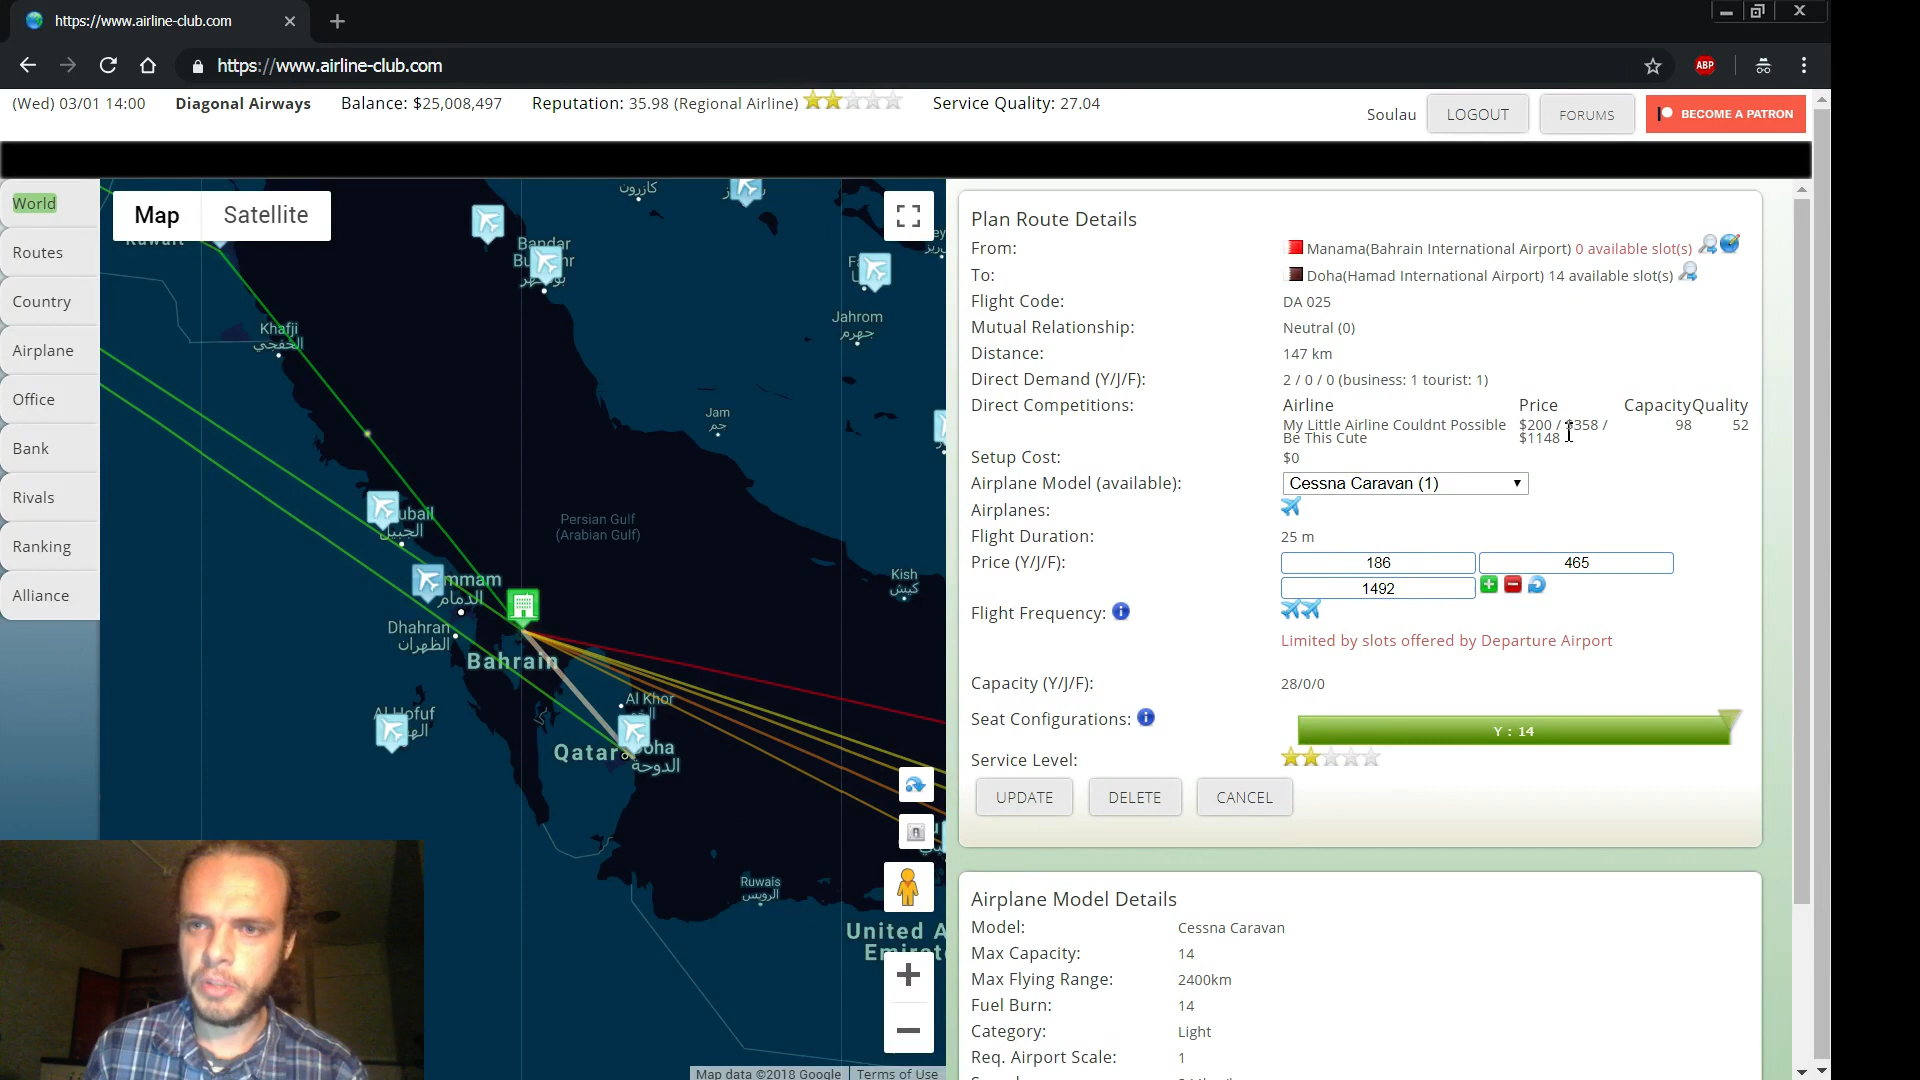 https://www.airline-club.com
https://www.airline-club.com
ABP
(Wed) 03/01 14:00 Diagonal Airways Balance: $25,008,497 Reputation: 35.98 (Regional Airline) Service Quality: 27.04
Soulau LOGOUT FORUMS BECOME A PATRON
World
Routes
Country
Airplane
Office
Bank
Rivals
Ranking
Alliance
Map Satellite
كازرون
Bandar
Jahrom
جهرم
Khafji
الخفجي
Jam
جم
Persian Gulf
(Arabian Gulf)
الجبيل
الدمام
Kish
كيش
Dhahran
الظهران
Bahrain
Al Khor
Qatar
الدوحة
Ruwais
الرويس
United A
Map data ©2018 Google Terms of Use
Plan Route Details
From: Manama(Bahrain International Airport) 0 available slot(s)
To: Doha(Hamad International Airport) 14 available slot(s)
Flight Code: DA 025
Mutual Relationship: Neutral (0)
Distance: 147 km
Direct Demand (Y/J/F): 2 / 0 / 0 (business: 1 tourist: 1)
Direct Competitions: Airline Price Capacity Quality
My Little Airline Couldnt Possible $200 / $358 / 98 52
Be This Cute $1148
Setup Cost: $0
Airplane Model (available): Cessna Caravan (1)
Airplanes:
Flight Duration: 25 m
Price (Y/J/F): 186 465
1492
Flight Frequency:
Limited by slots offered by Departure Airport
Capacity (Y/J/F): 28/0/0
Seat Configurations: Y : 14
Service Level:
UPDATE DELETE CANCEL
Airplane Model Details
Model: Cessna Caravan
Max Capacity: 14
Max Flying Range: 2400km
Fuel Burn: 14
Category: Light
Req. Airport Scale: 1